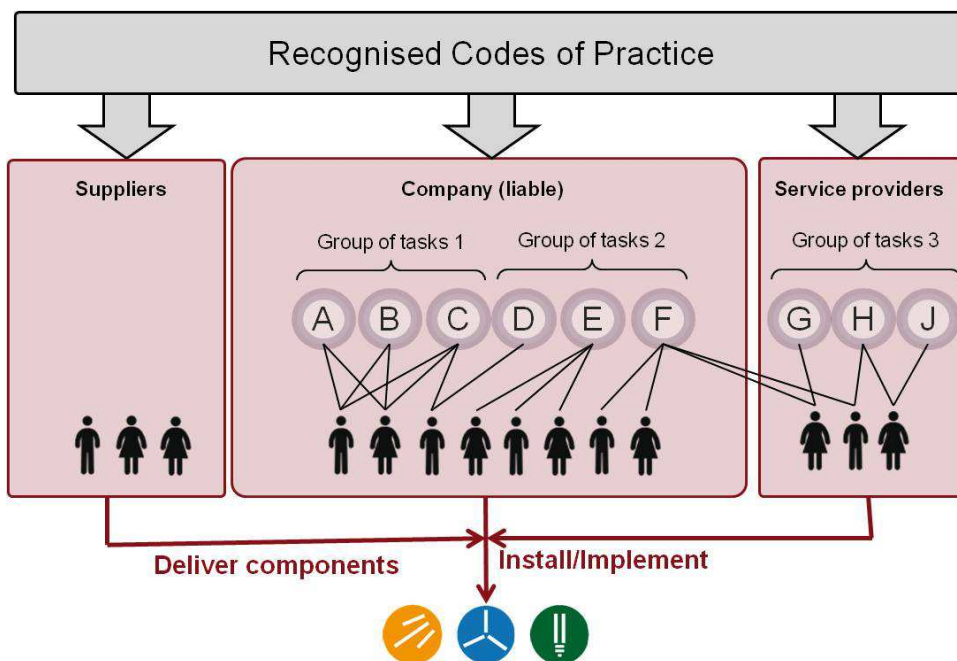 Recognised Codes of Practice
Suppliers
Company (liable)
Service providers
Group of tasks 1
Group of tasks 2
Group of tasks 3
A B C D E F G H J
Deliver components
Install/Implement